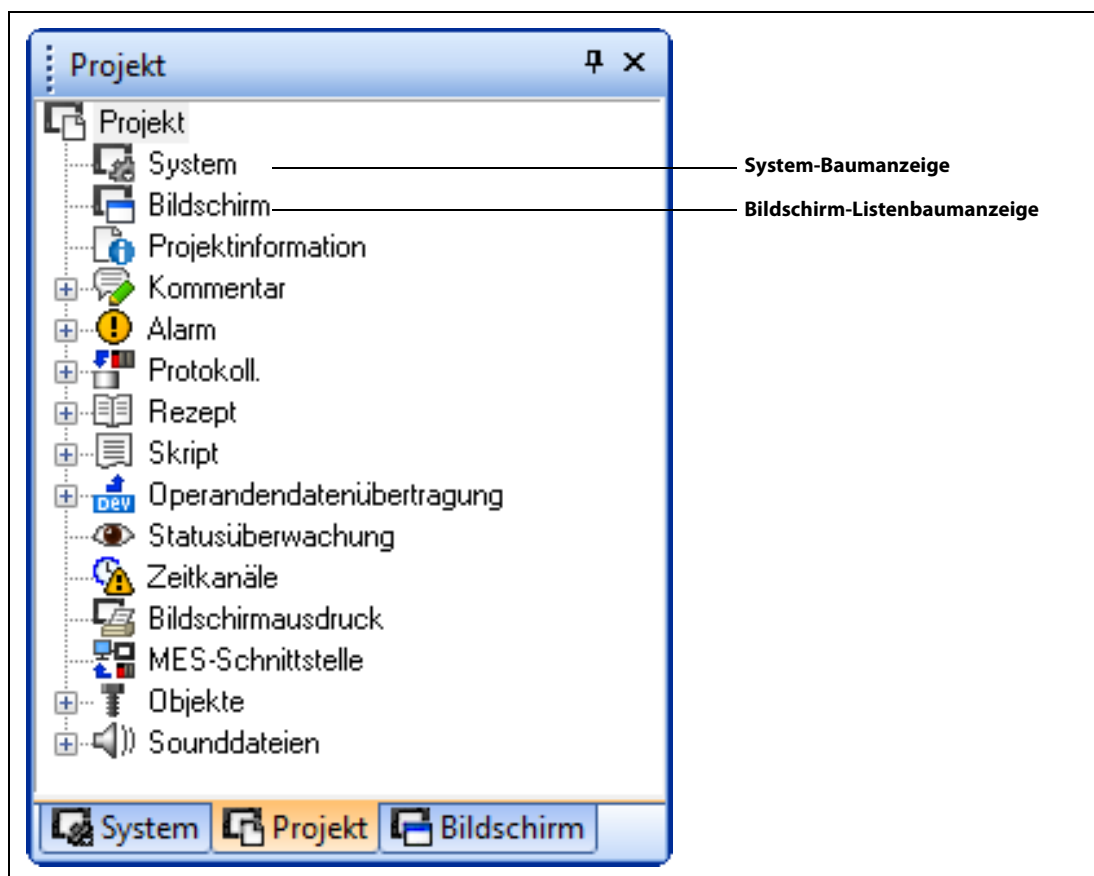 Projekt
Projekt
System
System-Baumanzeige
Bildschirm
Bildschirm-Listenbaumanzeige
Projektinformation
Kommentar
Alarm
Protokoll.
Rezept
Skript
Dev
Operandendatenübertragung
Statusüberwachung
Zeitkanäle
Bildschirmausdruck
MES-Schnittstelle
Objekte
Sounddateien
System Projekt Bildschirm